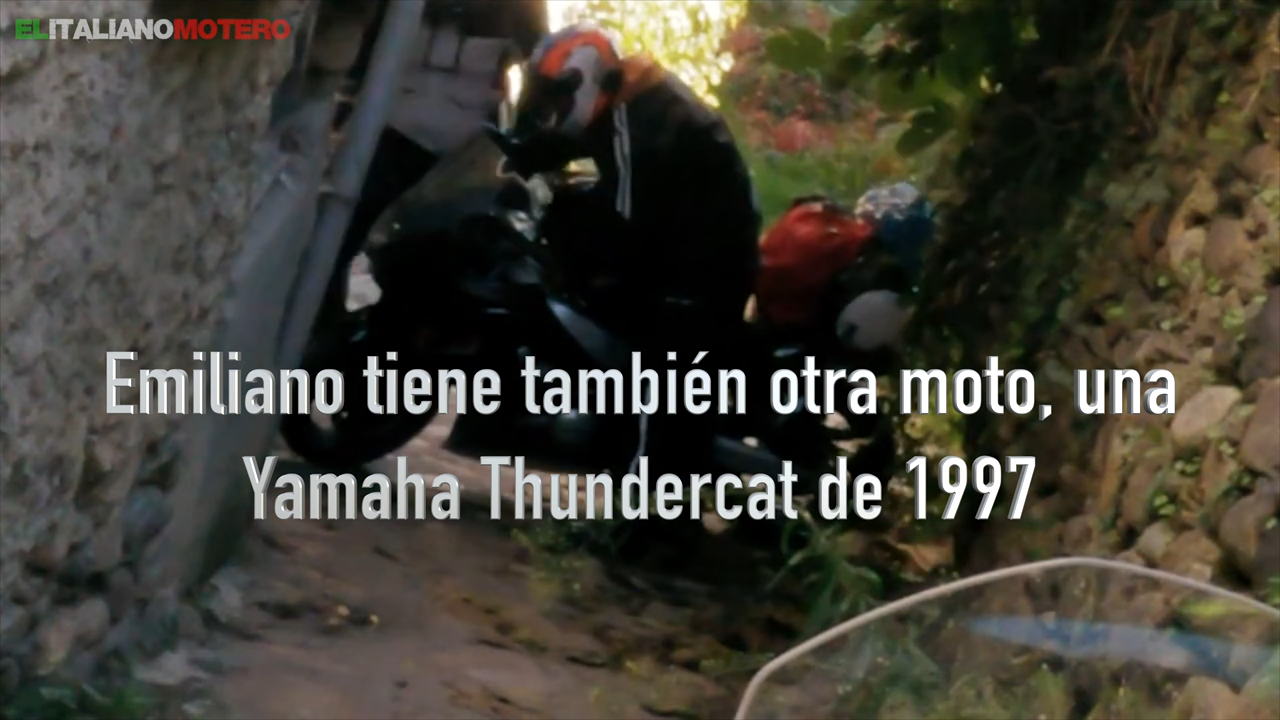 ELITALIANOMOTERO
Emiliano tiene también otra moto, una
Yamaha Thundercat de 1997